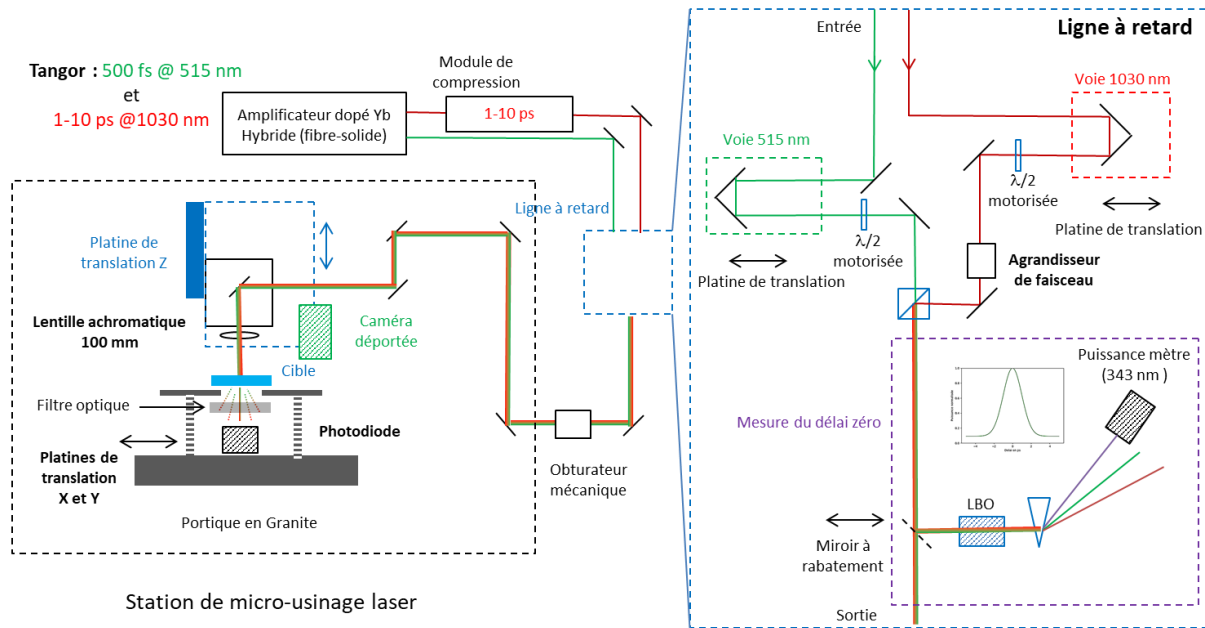 Tangor : 500 fs @ 515 nm
et
1-10 ps @1030 nm
Module de
compression
Amplificateur dopé Yb
Hybride (fibre-solide)
1-10 ps
Ligne à retard
Platine de
translation Z
Lentille achromatique
100 mm
Caméra
déportée
Cible
Filtre optique
Photodiode
Platines de
translation
X et Y
Portique en Granite
Obturateur
mécanique
Station de micro-usinage laser
Entrée
Ligne à retard
Voie 1030 nm
Voie 515 nm
λ/2
motorisée
Platine de translation
λ/2
motorisée
Platine de translation
Agrandisseur
de faisceau
Puissance mètre
(343 nm )
Mesure du délai zéro
LBO
Miroir à
rabatement
Sortie